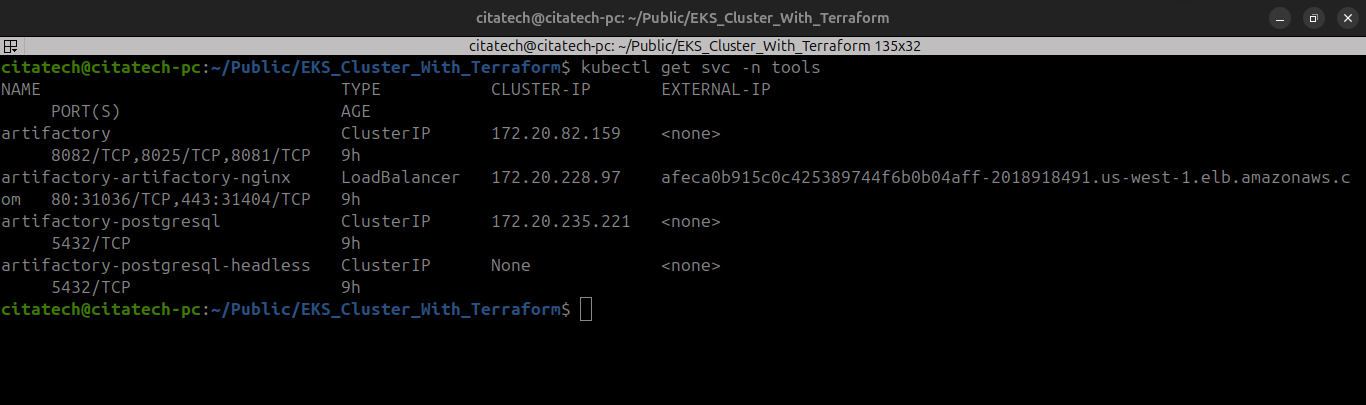 citatech@citatech-pc: ~/Public/EKS_Cluster_With_Terraform
citatech@citatech-pc: ~/Public/EKS_Cluster_With_Terraform 135x32
citatech@citatech-pc:~/Public/EKS_Cluster_With_Terraform$ kubectl get svc -n tools
NAME                              TYPE           CLUSTER-IP       EXTERNAL-IP
     PORT(S)                      AGE
artifactory                       ClusterIP      172.20.82.159    <none>
     8082/TCP,8025/TCP,8081/TCP   9h
artifactory-artifactory-nginx     LoadBalancer   172.20.228.97    afeca0b915c0c425389744f6b0b04aff-2018918491.us-west-1.elb.amazonaws.c
om   80:31036/TCP,443:31404/TCP   9h
artifactory-postgresql            ClusterIP      172.20.235.221   <none>
     5432/TCP                     9h
artifactory-postgresql-headless   ClusterIP      None             <none>
     5432/TCP                     9h
citatech@citatech-pc:~/Public/EKS_Cluster_With_Terraform$